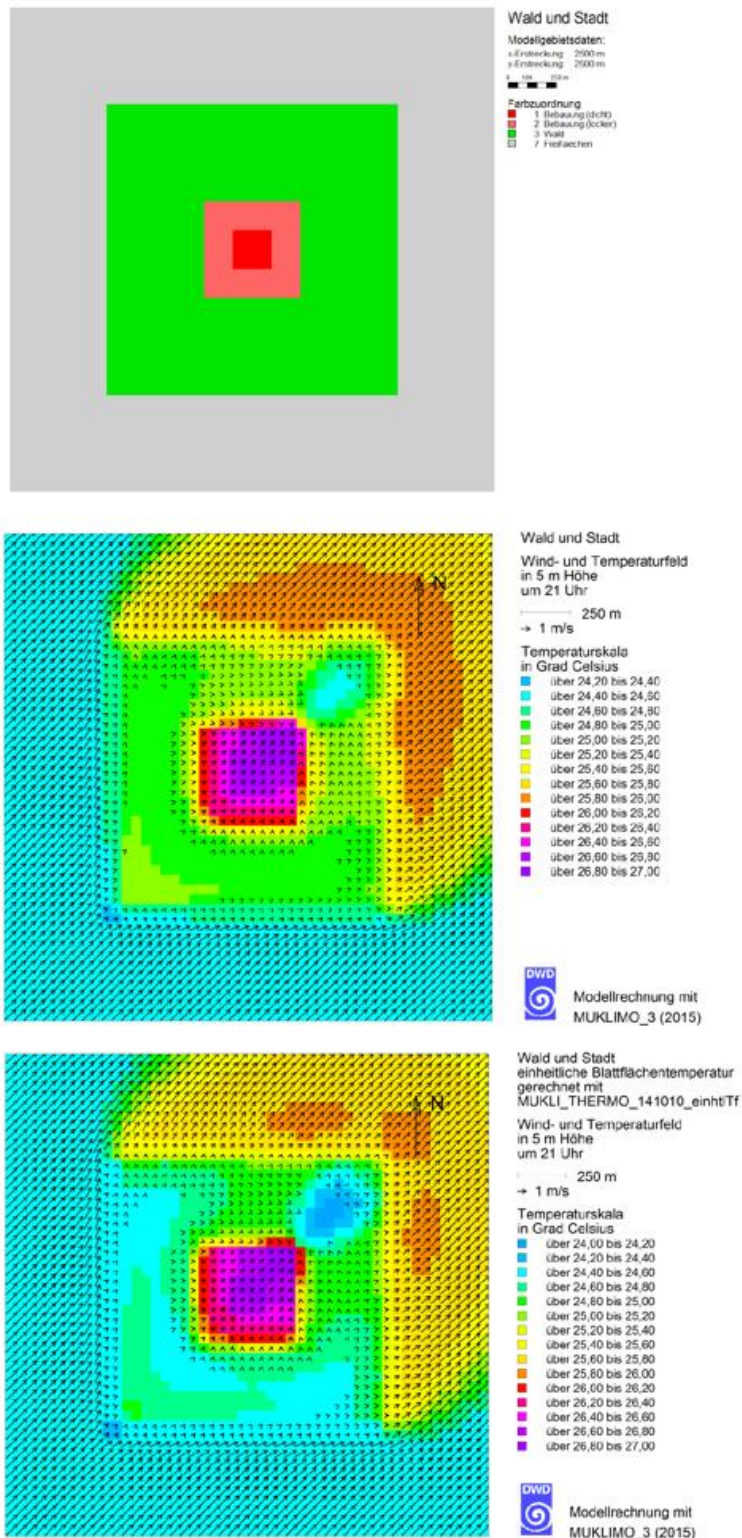 Wald und Stadt
Modellgebietsdaten:
x-Erstreckung: 2500 m
y-Erstreckung: 2500 m
Farbzuordnung
1 Bebauung (dicht)
2 Bebauung (locker)
3 Wald
7 Freiflaechen
Wald und Stadt
Wind- und Temperaturfeld
in 5 m Höhe
um 21 Uhr
250 m
1 m/s
Temperaturskala
in Grad Celsius
über 24,20 bis 24,40
über 24,40 bis 24,60
über 24,60 bis 24,80
über 24,80 bis 25,00
über 25,00 bis 25,20
über 25,20 bis 25,40
über 25,40 bis 25,60
über 25,60 bis 25,80
über 25,80 bis 26,00
über 26,00 bis 26,20
über 26,20 bis 26,40
über 26,40 bis 26,60
über 26,60 bis 26,80
über 26,80 bis 27,00
N
DWD
Modellrechnung mit
MUKLIMO_3 (2015)
Wald und Stadt
einheitliche Blattflächentemperatur
gerechnet mit
MUKLI_THERMO_141010_einhtlTf
Wind- und Temperaturfeld
in 5 m Höhe
um 21 Uhr
250 m
1 m/s
Temperaturskala
in Grad Celsius
über 24,00 bis 24,20
über 24,20 bis 24,40
über 24,40 bis 24,60
über 24,60 bis 24,80
über 24,80 bis 25,00
über 25,00 bis 25,20
über 25,20 bis 25,40
über 25,40 bis 25,60
über 25,60 bis 25,80
über 25,80 bis 26,00
über 26,00 bis 26,20
über 26,20 bis 26,40
über 26,40 bis 26,60
über 26,60 bis 26,80
über 26,80 bis 27,00
N
DWD
Modellrechnung mit
MUKLIMO_3 (2015)